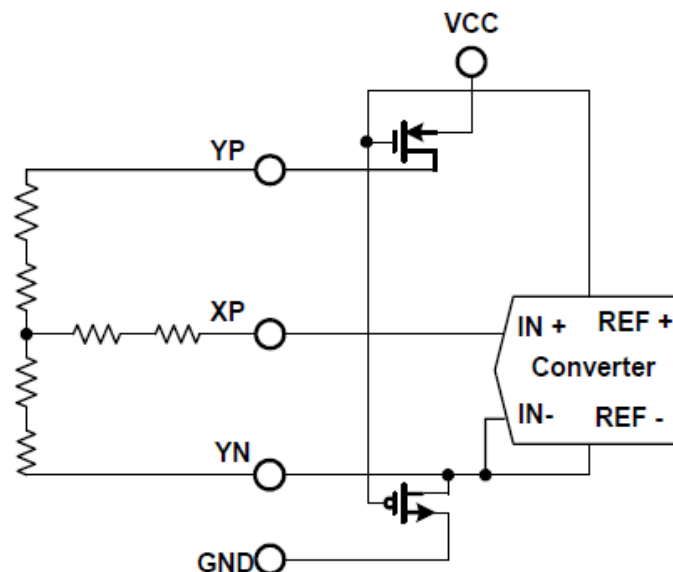 VCC
YP
XP
IN + REF +
Converter
IN- REF -
YN
GND